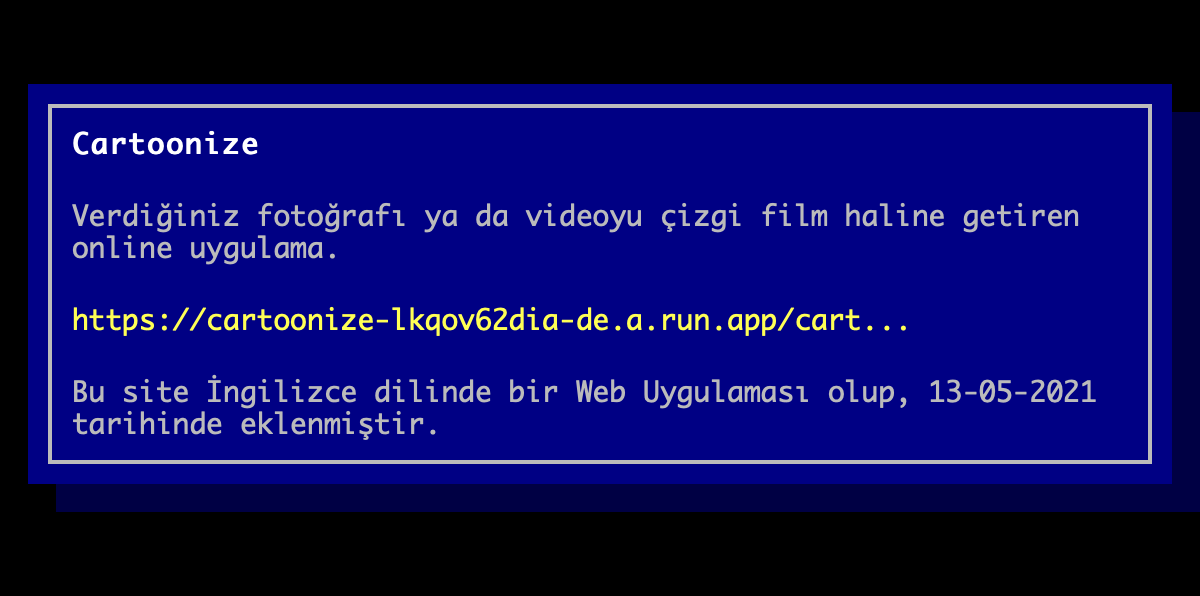 Cartoonize
Verdiğiniz fotoğrafı ya da videoyu çizgi film haline getiren
online uygulama.
https://cartoonize-lkqov62dia-de.a.run.app/cart...
Bu site İngilizce dilinde bir Web Uygulaması olup, 13-05-2021
tarihinde eklenmiştir.